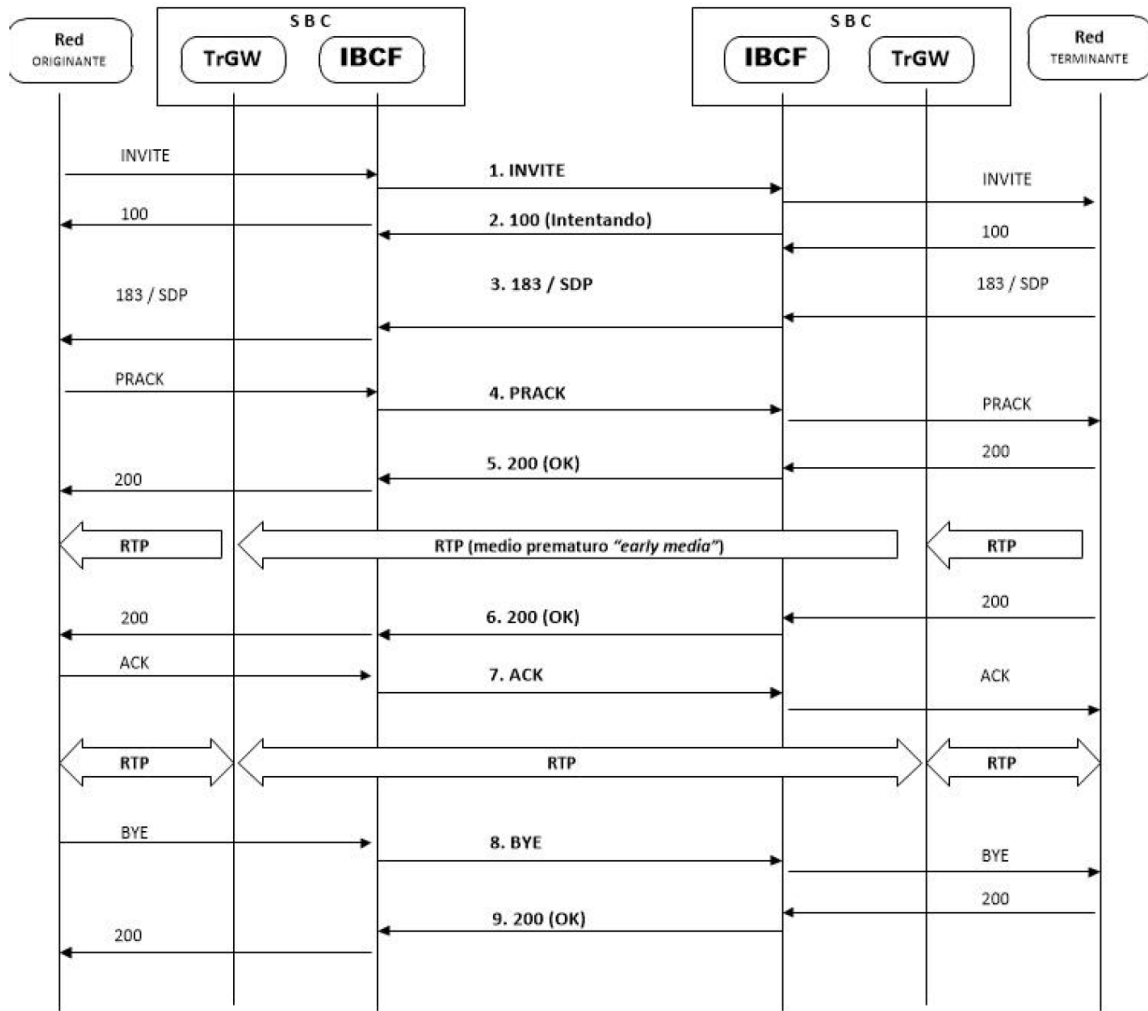 S B C
S B C
Red
ORIGINANTE
TrGW
IBCF
IBCF
TrGW
Red
TERMINANTE
INVITE
1. INVITE
INVITE
100
2. 100 (Intentando)
100
183 / SDP
3. 183 / SDP
183 / SDP
PRACK
4. PRACK
PRACK
200
5. 200 (OK)
200
RTP
RTP (medio prematuro “early media”)
RTP
200
6. 200 (OK)
200
ACK
7. ACK
ACK
RTP
RTP
RTP
BYE
8. BYE
BYE
200
9. 200 (OK)
200